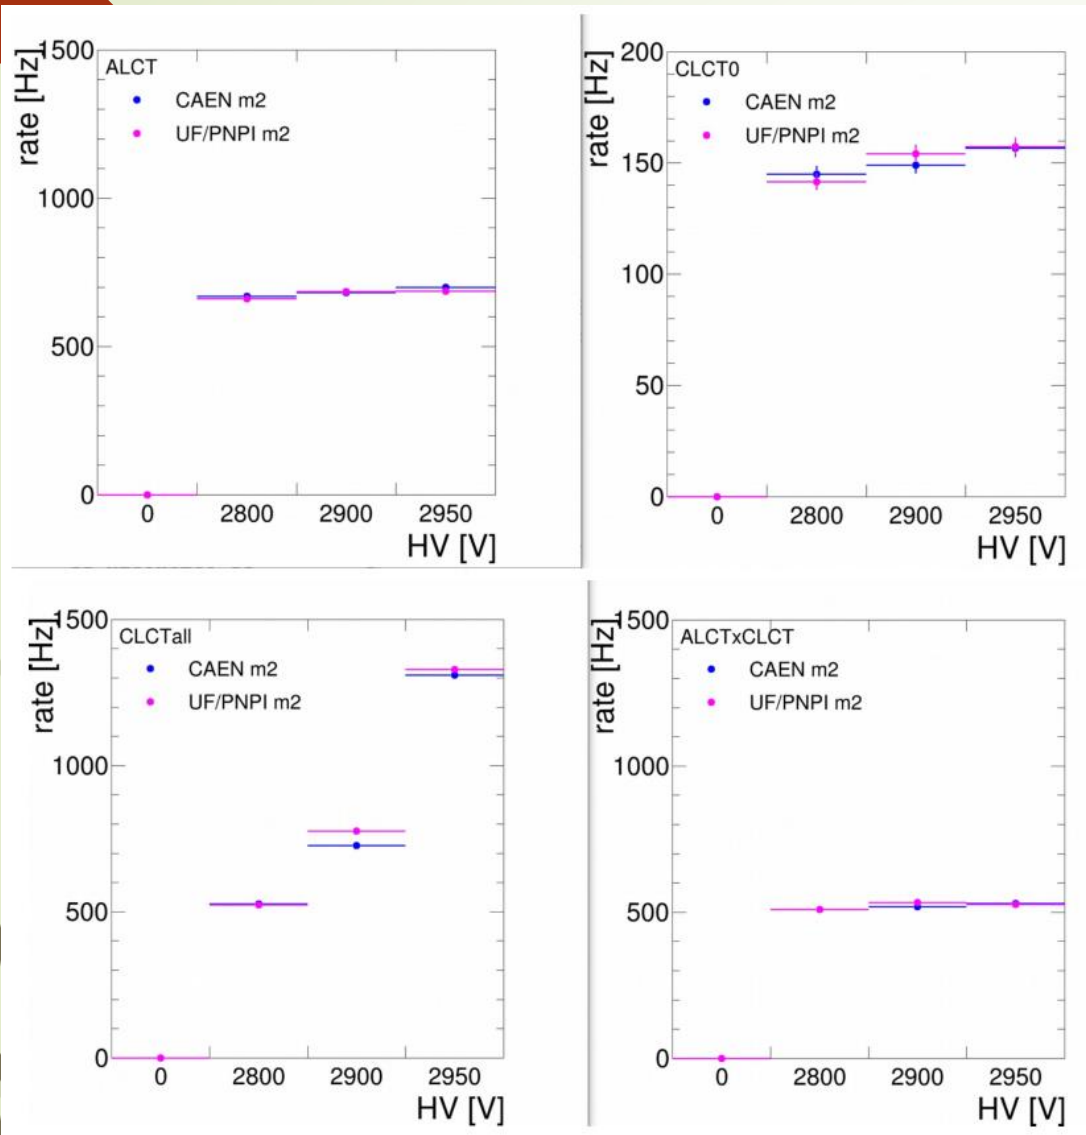 1500
ALCT
CAEN m2
UF/PNPI m2
rate [Hz]
1000
500
0
0 2800 2900 2950
HV [V]
200
CLCT0
CAEN m2
UF/PNPI m2
rate [Hz]
150
100
50
0
0 2800 2900 2950
HV [V]
1500
CLCTall
CAEN m2
UF/PNPI m2
rate [Hz]
1000
500
0
0 2800 2900 2950
HV [V]
1500
ALCTxCLCT
CAEN m2
UF/PNPI m2
rate [Hz]
1000
500
0
0 2800 2900 2950
HV [V]